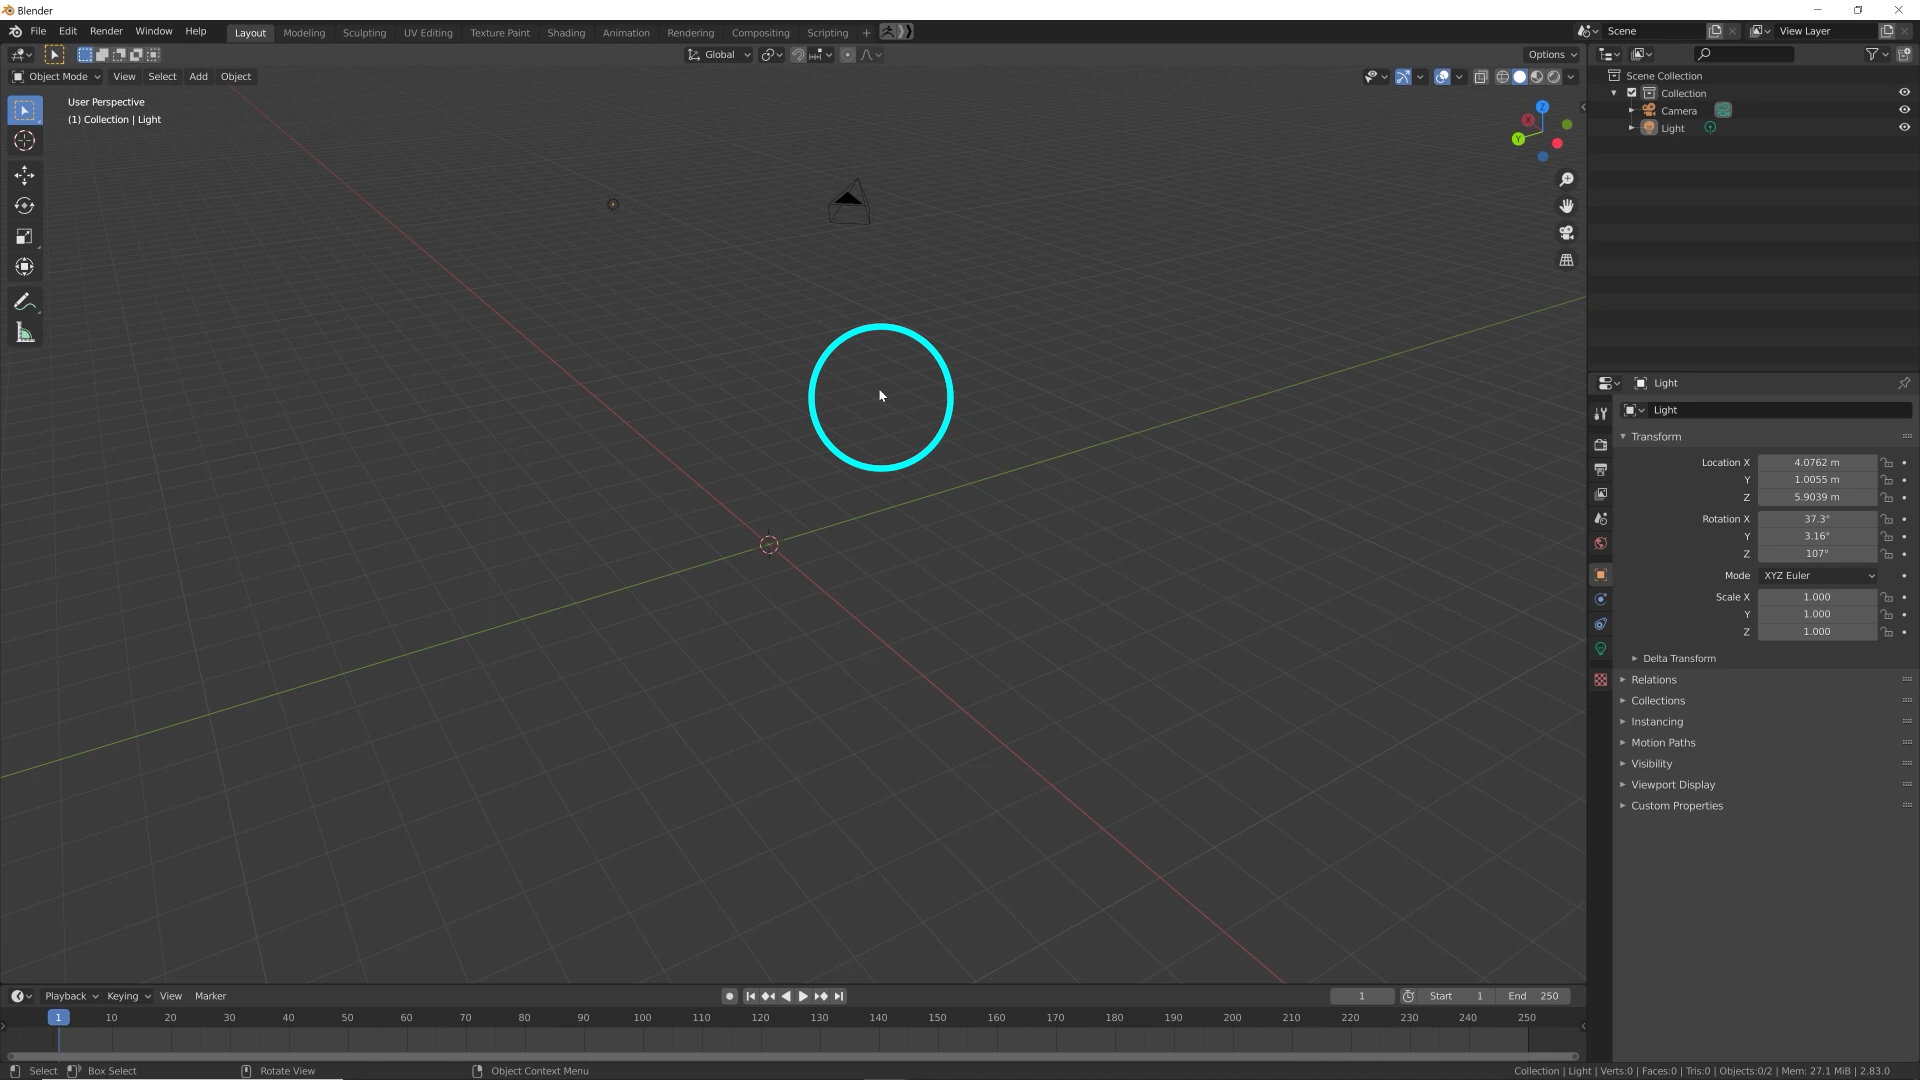 Blender
File Edit Render Window Help Layout Modeling Sculpting UV Editing Texture Paint Shading Animation Rendering Compositing Scripting + Scene View Layer
Global Options
Object Mode View Select Add Object
User Perspective
(1) Collection | Light
Z
X
Y
Scene Collection
Collection
Camera
Light
Light
Light
Transform
Location X 4.0762 m
Y 1.0055 m
Z 5.9039 m
Rotation X 37.3°
Y 3.16°
Z 107°
Mode XYZ Euler
Scale X 1.000
Y 1.000
Z 1.000
Delta Transform
Relations
Collections
Instancing
Motion Paths
Visibility
Viewport Display
Custom Properties
Playback Keying View Marker 1 Start 1 End 250
1 10 20 30 40 50 60 70 80 90 100 110 120 130 140 150 160 170 180 190 200 210 220 230 240 250
Select Box Select Rotate View Object Context Menu Collection | Light | Verts:0 | Faces:0 | Tris:0 | Objects:0/2 | Mem: 27.1 MiB | 2.83.0